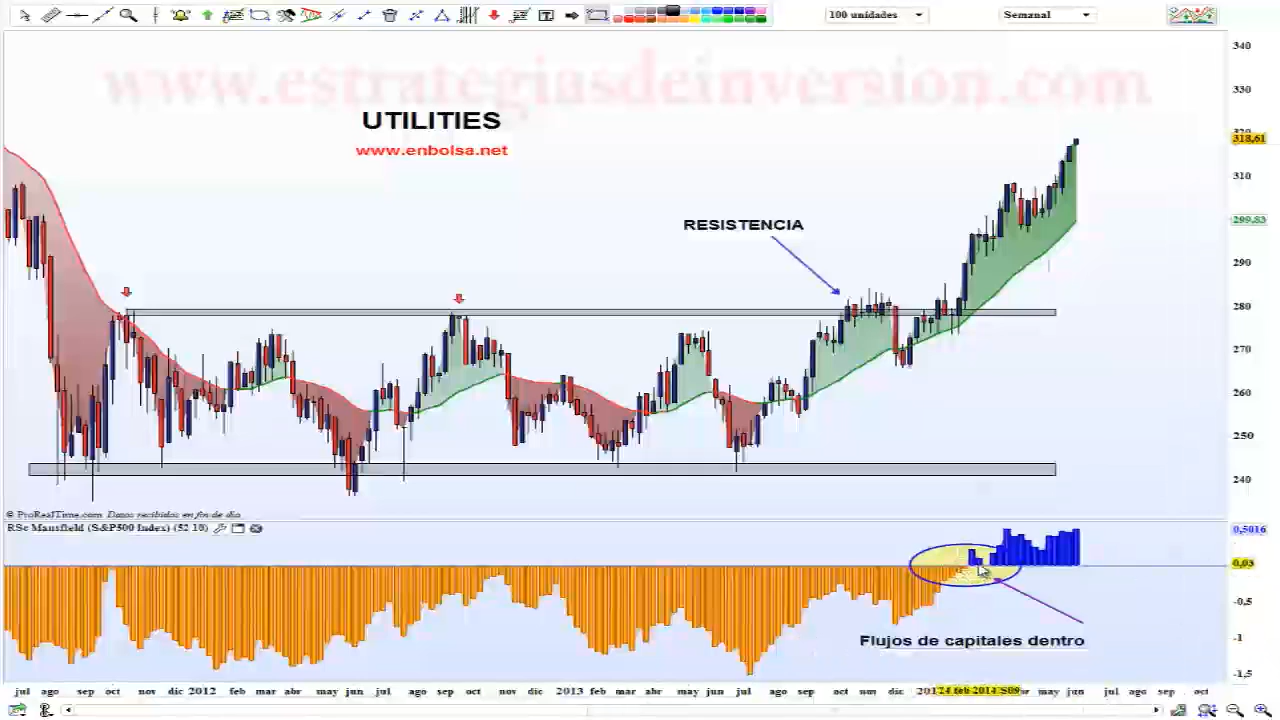 100 unidades
Semanal
www.estrategiasdeinversion.com
UTILITIES
www.enbolsa.net
RESISTENCIA
340
330
320
318,61
310
299,83
290
280
270
260
250
240
© ProRealTime.com Datos recibidos en fin de día
RSc Mansfield (S&P500 Index) (52 10)
0,5016
0,03
-0,5
-1
-1,5
Flujos de capitales dentro
jul ago sep oct nov dic 2012 feb mar abr may jun jul ago sep oct nov dic 2013 feb mar abr may jun jul ago sep oct nov dic 24 feb 2014 S09 may jun jul ago sep oct